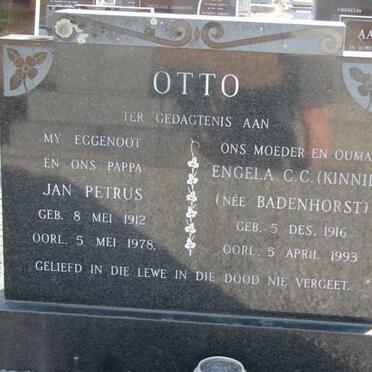 OTTO
TER GEDAGTENIS AAN
MY EGGENOOT
EN ONS PAPPA
JAN PETRUS
GEB. 8 MEI 1912
OORL. 5 MEI 1978.
ONS MOEDER EN OUMA
ENGELA C.C. (KINNIE
(NÉE BADENHORST)
GEB. 5 DES. 1916
OORL. 5 APRIL 1993
GELIEFD IN DIE LEWE IN DIE DOOD NIE VERGEET.